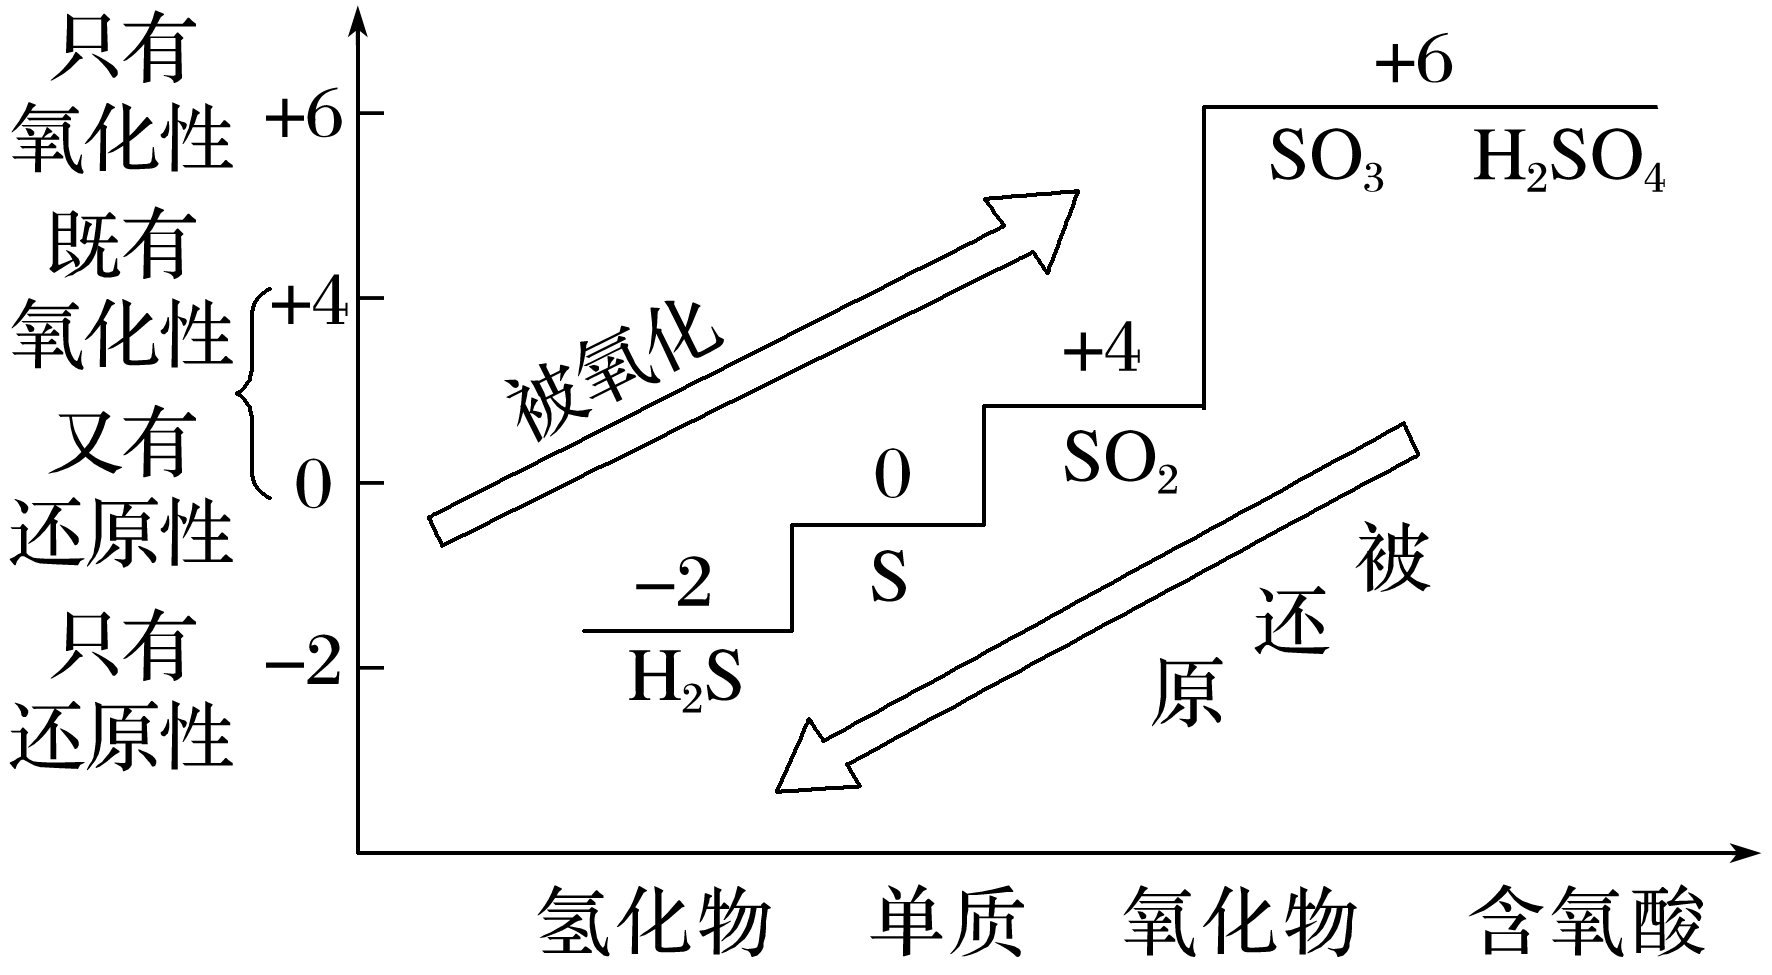 只有
氧化性
+6
既有
氧化性
+4
又有
还原性
0
只有
还原性
−2
被氧化
+6
SO₃ H₂SO₄
+4
SO₂
0
S
−2
H₂S
被还原
氢化物 单质 氧化物 含氧酸